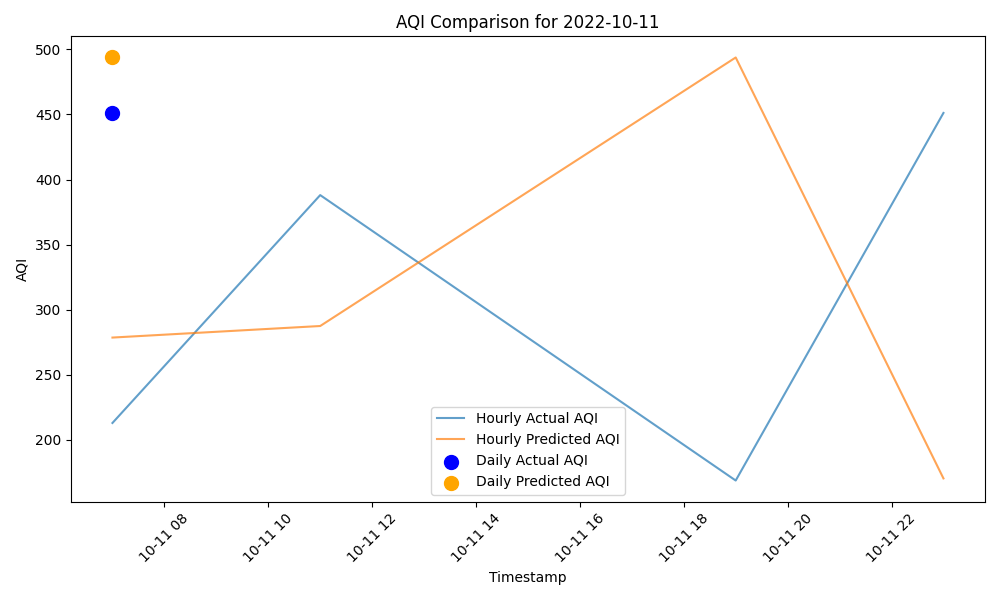 AQI Comparison for 2022-10-11
AQI
500
450
400
350
300
250
200
Hourly Actual AQI
Hourly Predicted AQI
Daily Actual AQI
Daily Predicted AQI
10-11 08
10-11 10
10-11 12
10-11 14
10-11 16
10-11 18
10-11 20
10-11 22
Timestamp